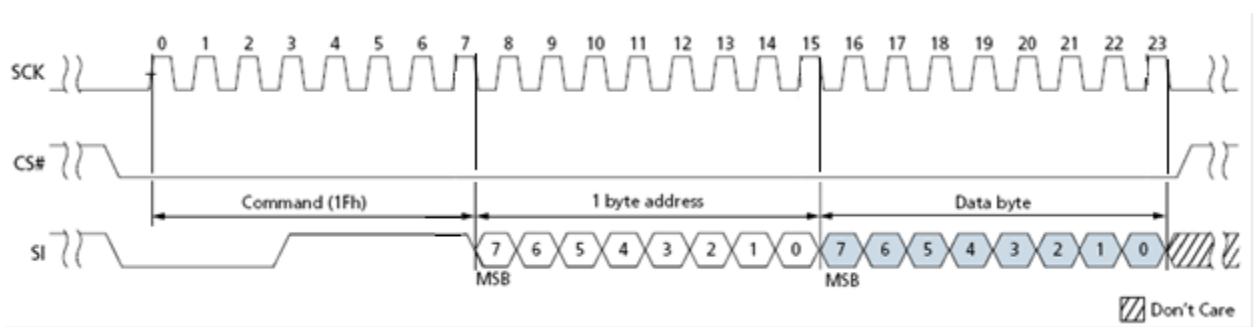 0 1 2 3 4 5 6 7 8 9 10 11 12 13 14 15 16 17 18 19 20 21 22 23
SCK
CS#
Command (1Fh) 1 byte address Data byte
SI 7 6 5 4 3 2 1 0 7 6 5 4 3 2 1 0
MSB MSB
Don't Care